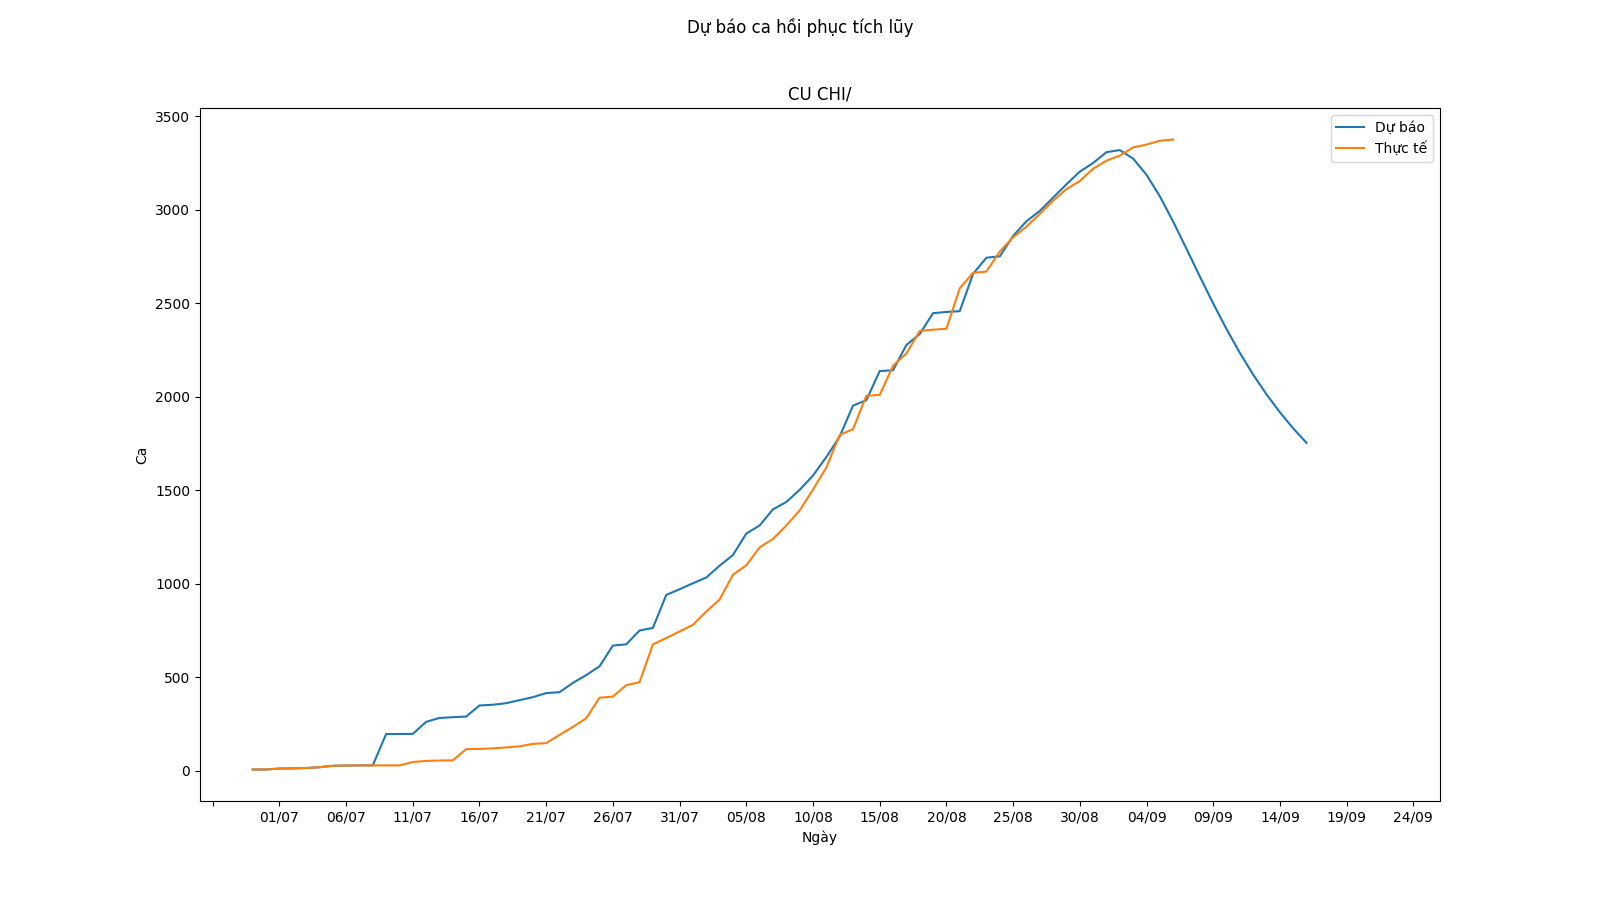 Dự báo ca hồi phục tích lũy
CU CHI/
Dự báo
Thực tế
3500
3000
2500
2000
1500
1000
500
0
Ca
01/07 06/07 11/07 16/07 21/07 26/07 31/07 05/08 10/08 15/08 20/08 25/08 30/08 04/09 09/09 14/09 19/09 24/09
Ngày